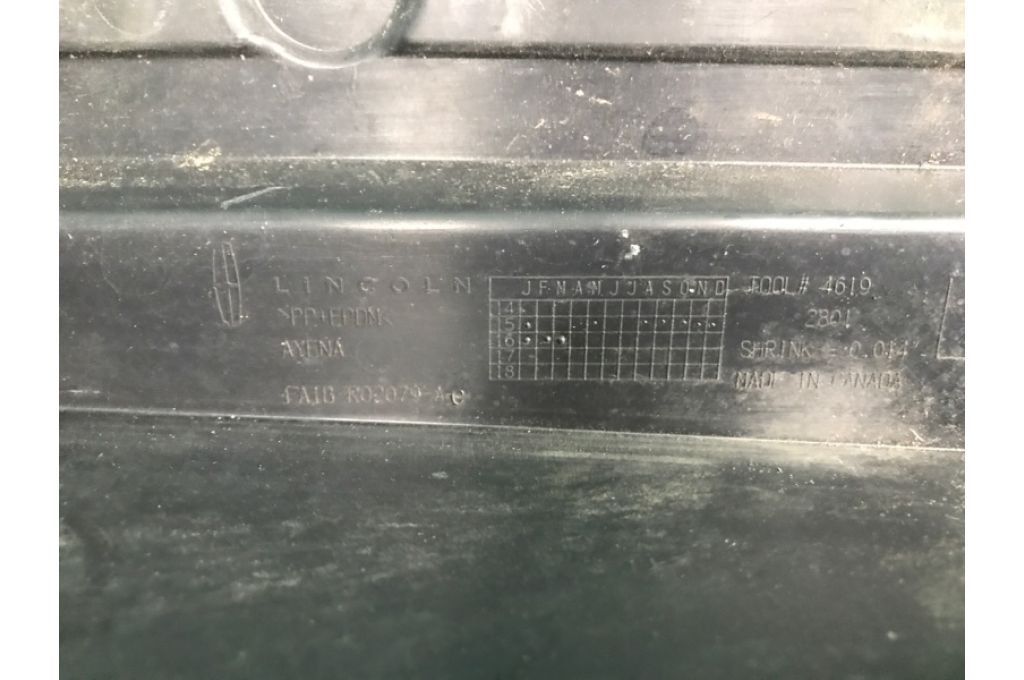 LINCOLN
>PP+EPDM<
AYENA
FA1B R02079 AC
J F M A M J J A S O N D
14
15
16
17
18
TOOL# 4619
2801
SHRINK = 0.014
MADE IN CANADA